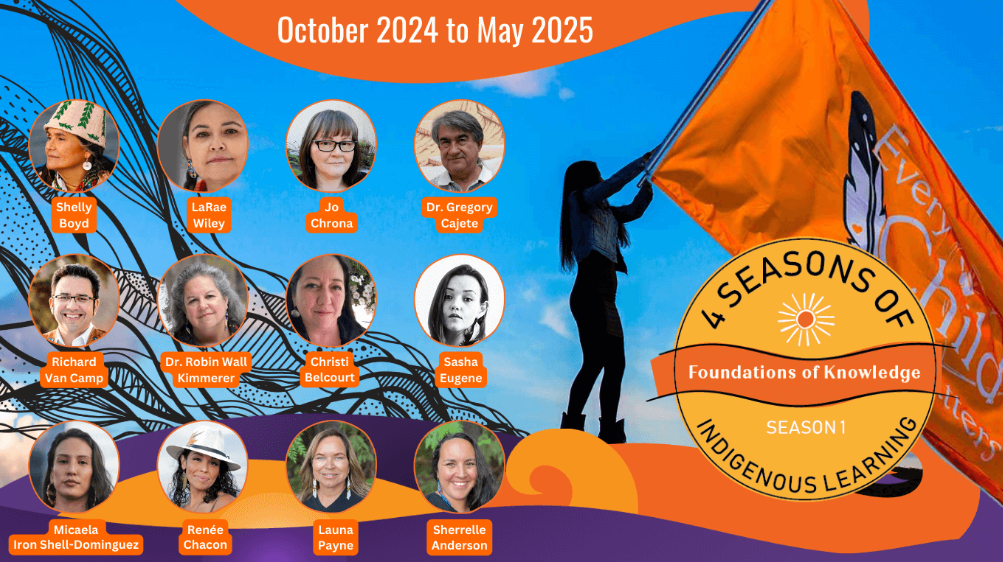 October 2024 to May 2025
Shelly
Boyd
LaRae
Wiley
Jo
Chrona
Dr. Gregory
Cajete
Richard
Van Camp
Dr. Robin Wall
Kimmerer
Christi
Belcourt
Sasha
Eugene
Micaela
Iron Shell-Dominguez
Renée
Chacon
Launa
Payne
Sherrelle
Anderson
Every
Child
4 SEASONS OF
Foundations of Knowledge
SEASON 1
INDIGENOUS LEARNING